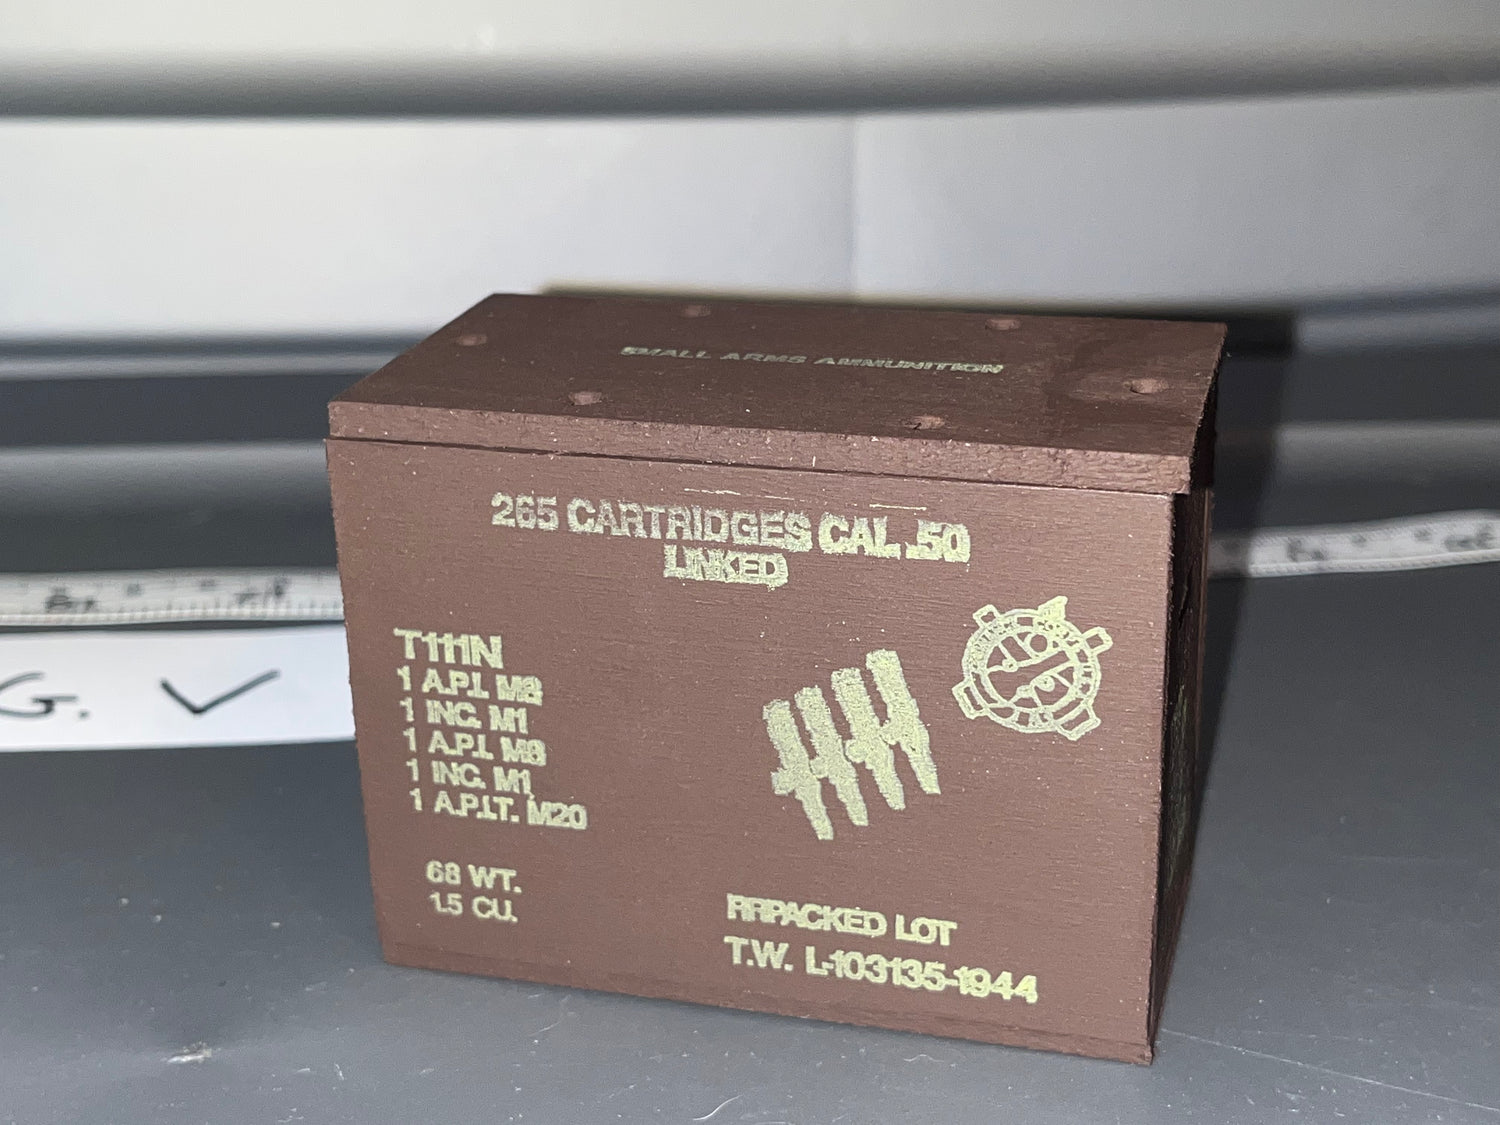 SMALL ARMS AMMUNITION
265 CARTRIDGES CAL .50
LINKED
T111N
1 A.P.I. M8
1 INC. M1
1 A.P.I. M8
1 INC. M1
1 A.P.I.T. M20
68 WT.
1.5 CU.
RRPACKED LOT
T.W. L-103135-1944
G. ✓